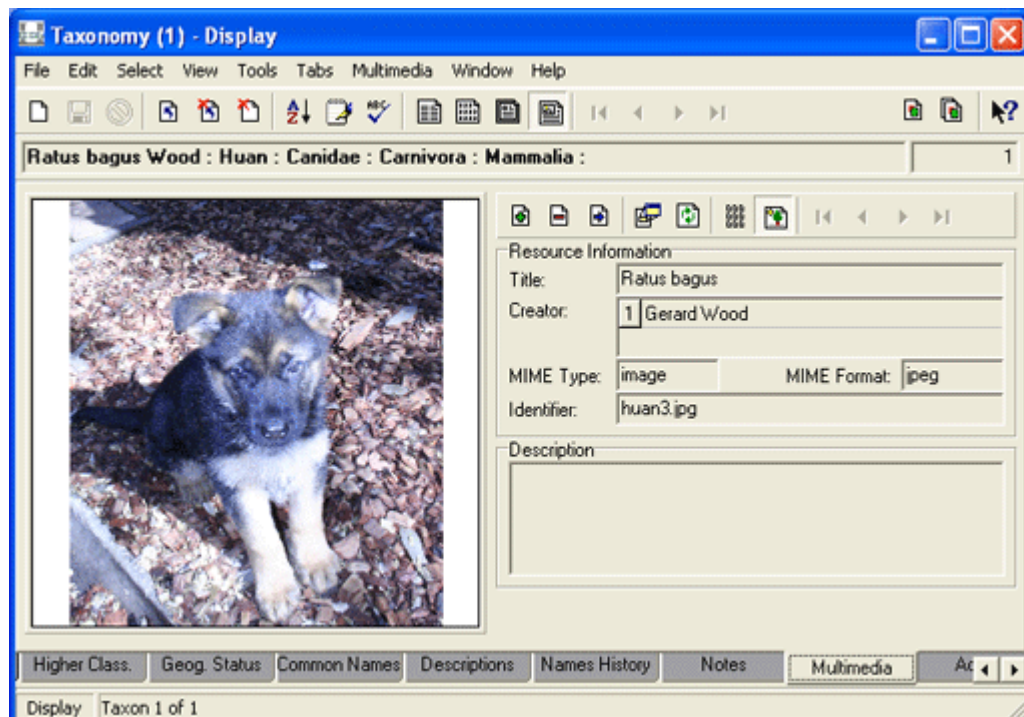 Taxonomy (1) - Display
File Edit Select View Tools Tabs Multimedia Window Help
Ratus bagus Wood : Huan : Canidae : Carnivora : Mammalia : 1
Resource Information
Title: Ratus bagus
Creator: 1 Gerard Wood
MIME Type: image MIME Format: jpeg
Identifier: huan3.jpg
Description
Higher Class. Geog. Status Common Names Descriptions Names History Notes Multimedia
Display Taxon 1 of 1